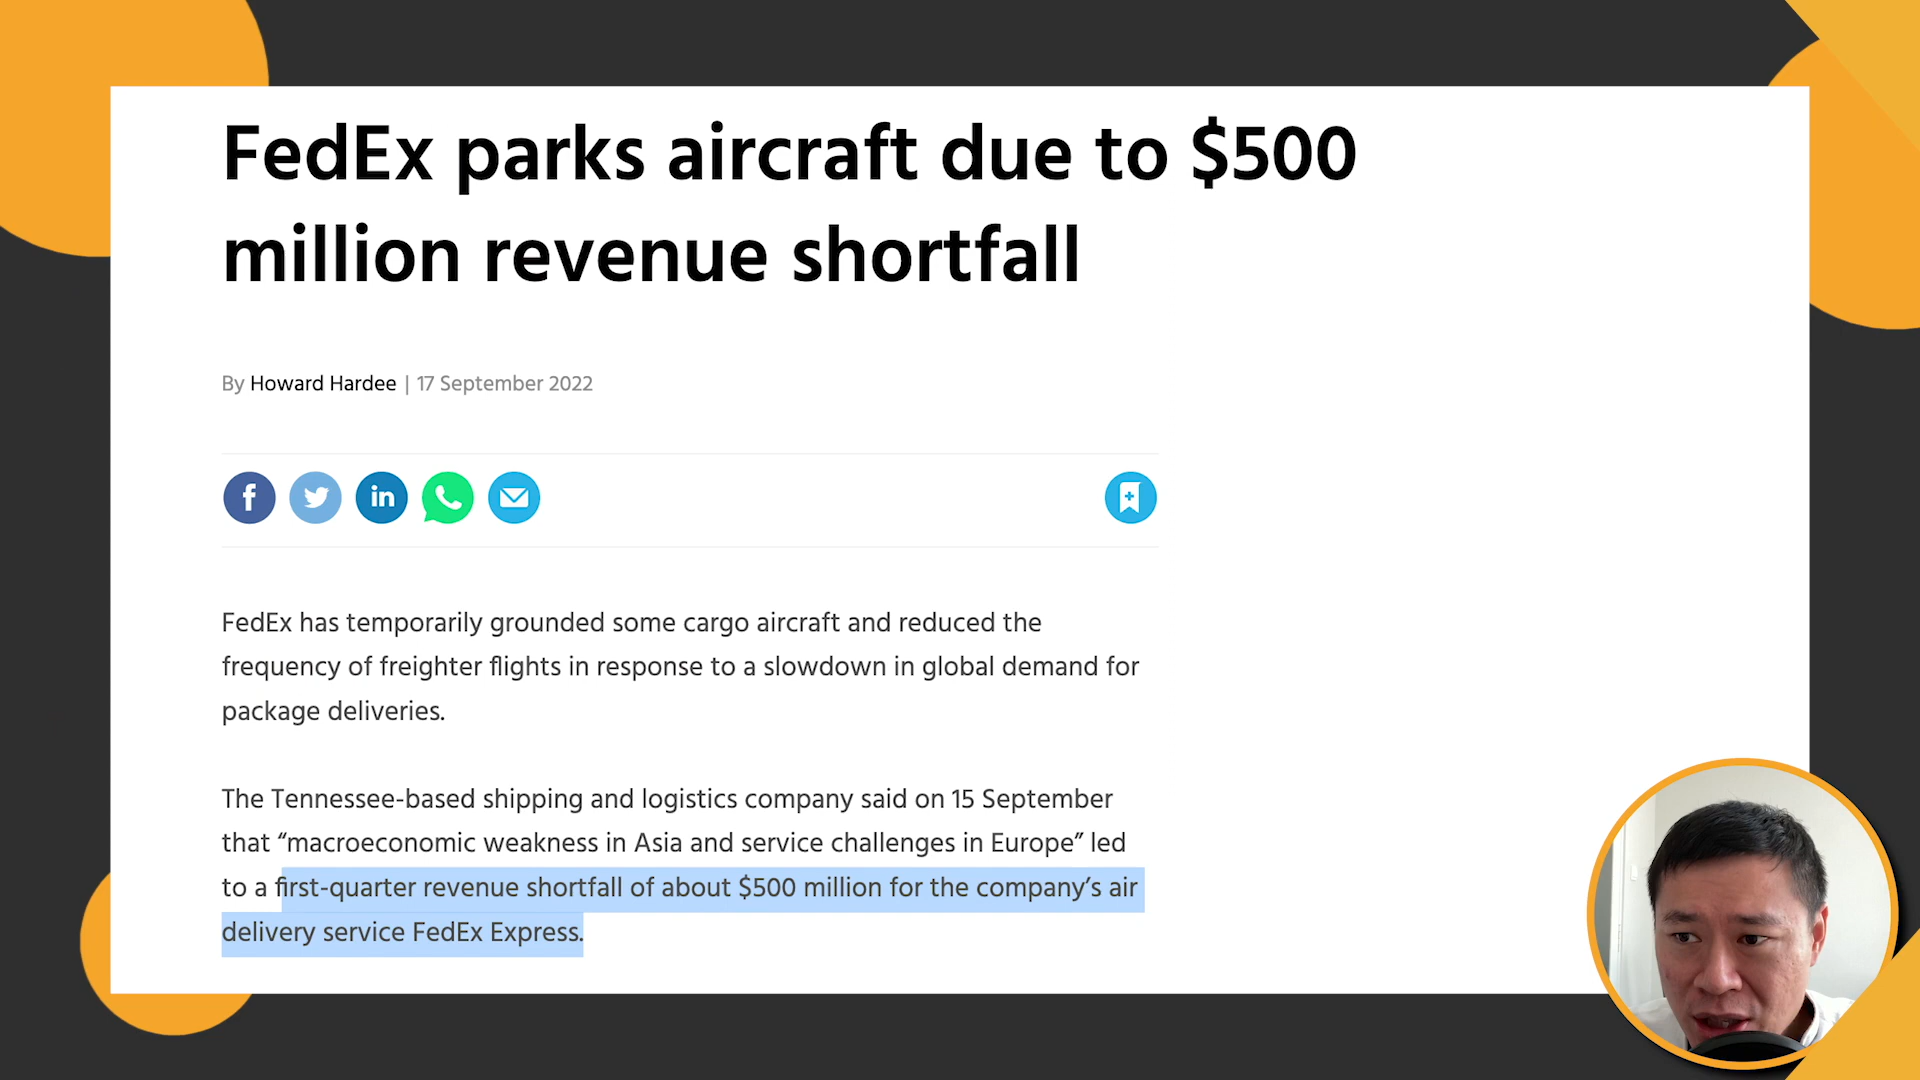 FedEx parks aircraft due to $500
million revenue shortfall
By Howard Hardee | 17 September 2022
f
in
FedEx has temporarily grounded some cargo aircraft and reduced the
frequency of freighter flights in response to a slowdown in global demand for
package deliveries.
The Tennessee-based shipping and logistics company said on 15 September
that “macroeconomic weakness in Asia and service challenges in Europe” led
to a first-quarter revenue shortfall of about $500 million for the company’s air
delivery service FedEx Express.